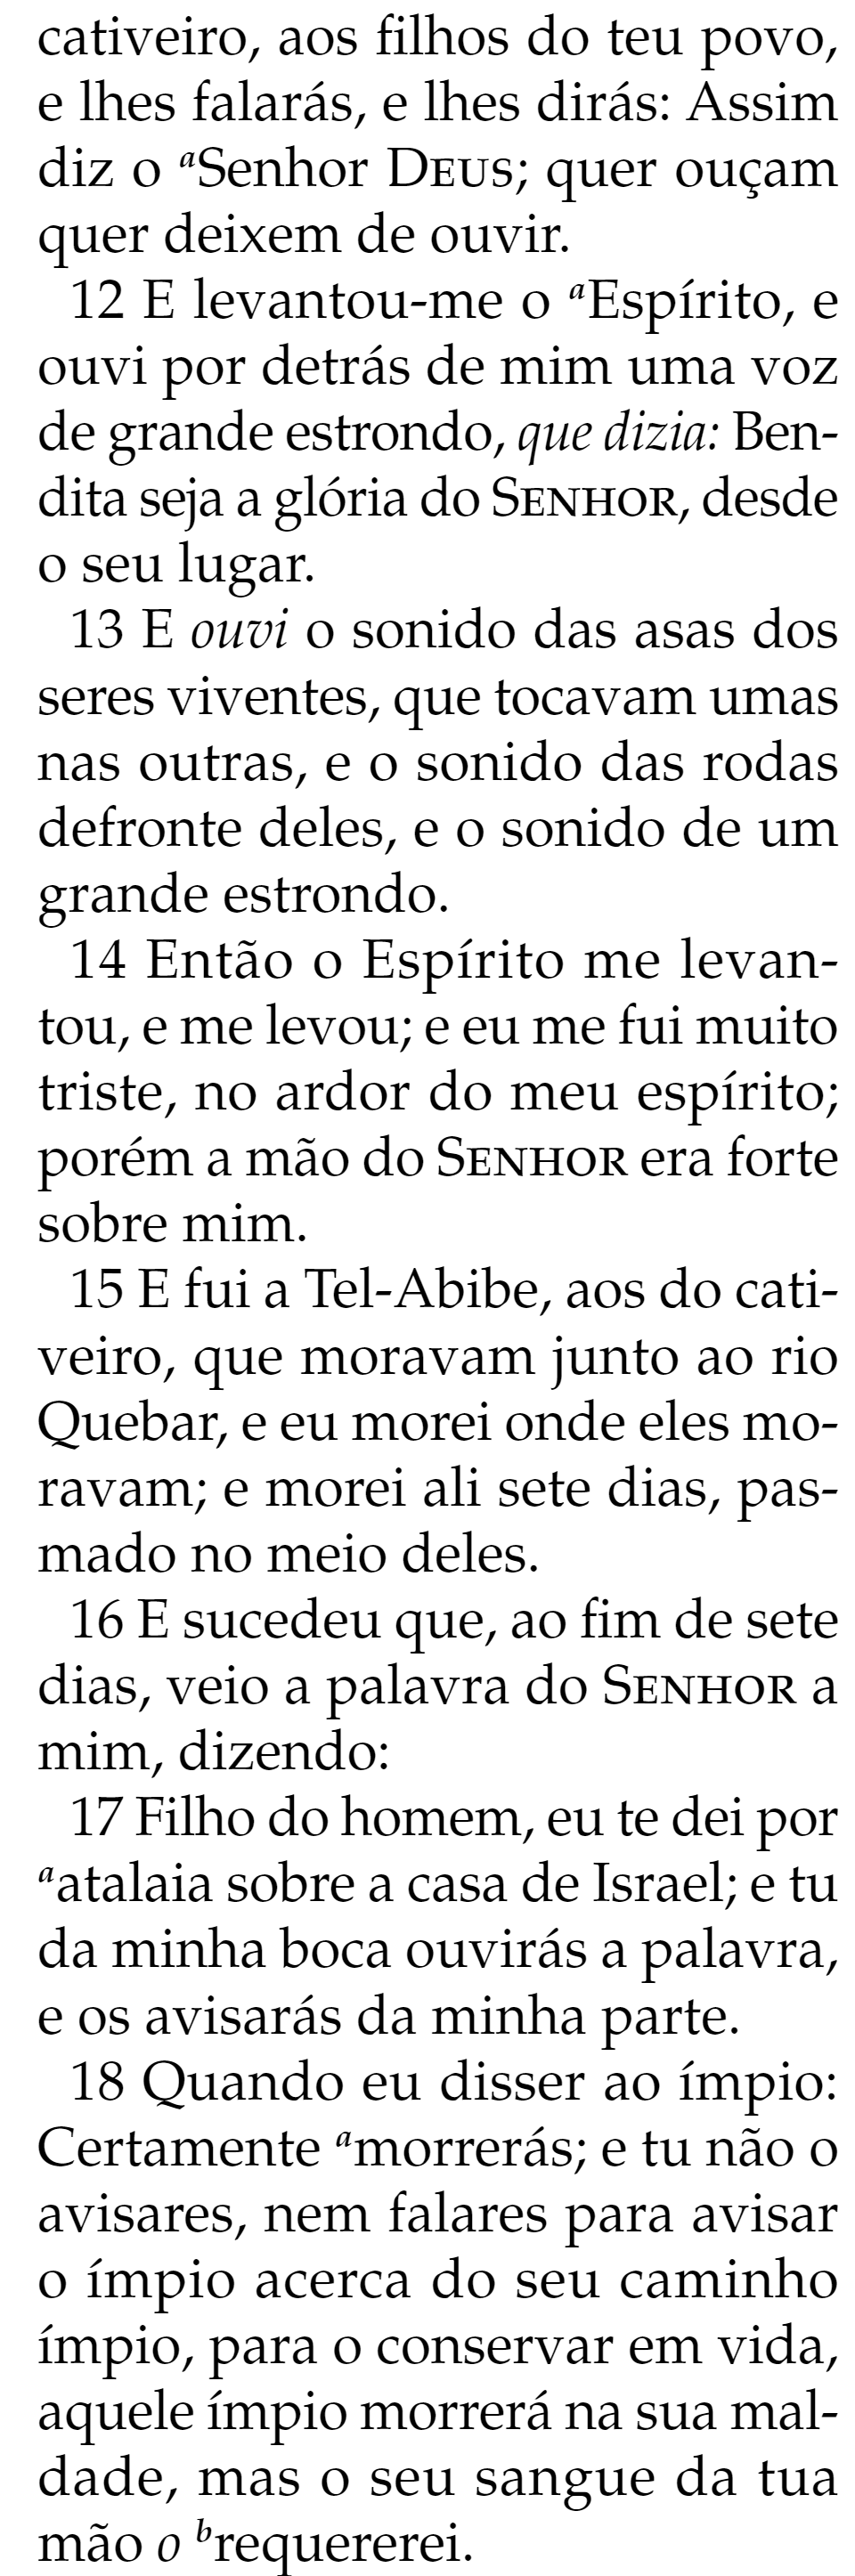 cativeiro, aos filhos do teu povo,
e lhes falarás, e lhes dirás: Assim
diz o aSenhor DEUS; quer ouçam
quer deixem de ouvir.
12 E levantou-me o aEspírito, e
ouvi por detrás de mim uma voz
de grande estrondo, que dizia: Ben-
dita seja a glória do SENHOR, desde
o seu lugar.
13 E ouvi o sonido das asas dos
seres viventes, que tocavam umas
nas outras, e o sonido das rodas
defronte deles, e o sonido de um
grande estrondo.
14 Então o Espírito me levan-
tou, e me levou; e eu me fui muito
triste, no ardor do meu espírito;
porém a mão do SENHOR era forte
sobre mim.
15 E fui a Tel-Abibe, aos do cati-
veiro, que moravam junto ao rio
Quebar, e eu morei onde eles mo-
ravam; e morei ali sete dias, pas-
mado no meio deles.
16 E sucedeu que, ao fim de sete
dias, veio a palavra do SENHOR a
mim, dizendo:
17 Filho do homem, eu te dei por
aatalaia sobre a casa de Israel; e tu
da minha boca ouvirás a palavra,
e os avisarás da minha parte.
18 Quando eu disser ao ímpio:
Certamente amorrerás; e tu não o
avisares, nem falares para avisar
o ímpio acerca do seu caminho
ímpio, para o conservar em vida,
aquele ímpio morrerá na sua mal-
dade, mas o seu sangue da tua
mão o brequererei.